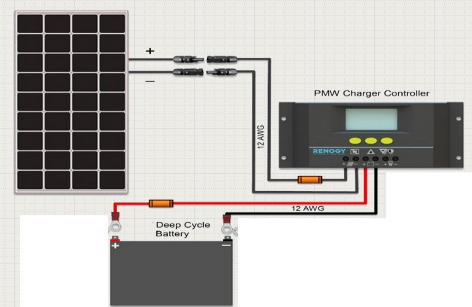 +
−
PMW Charger Controller
12 AWG
RENOGY
12 AWG
Deep Cycle
Battery
+
−